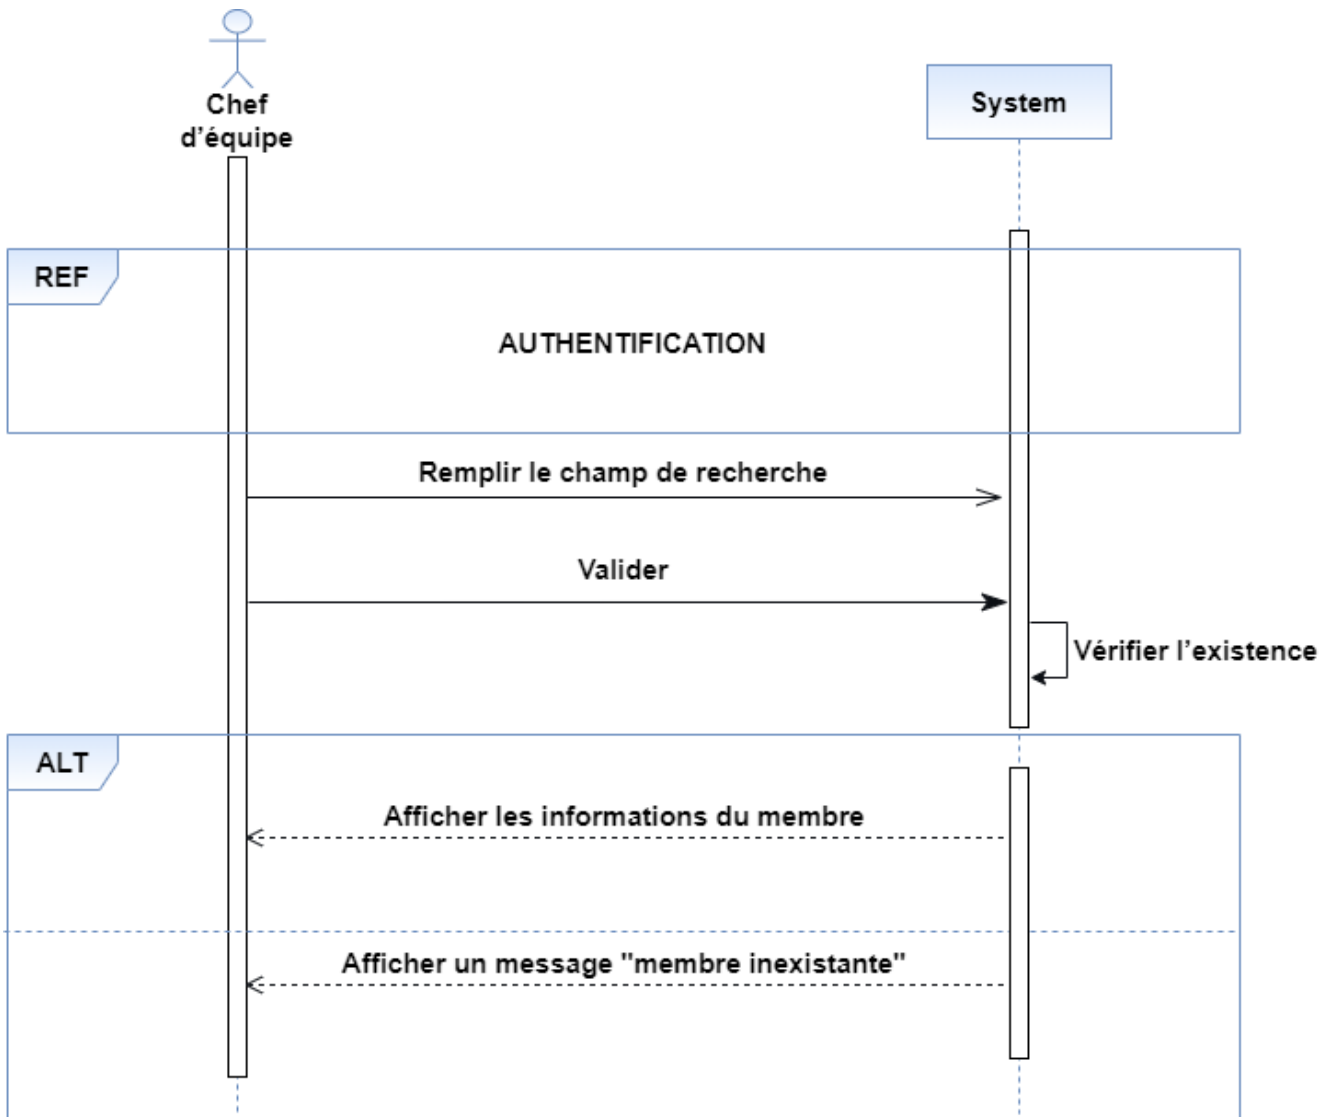 Chef
d'équipe
System
REF
AUTHENTIFICATION
Remplir le champ de recherche
Valider
Vérifier l'existence
ALT
Afficher les informations du membre
Afficher un message "membre inexistante"